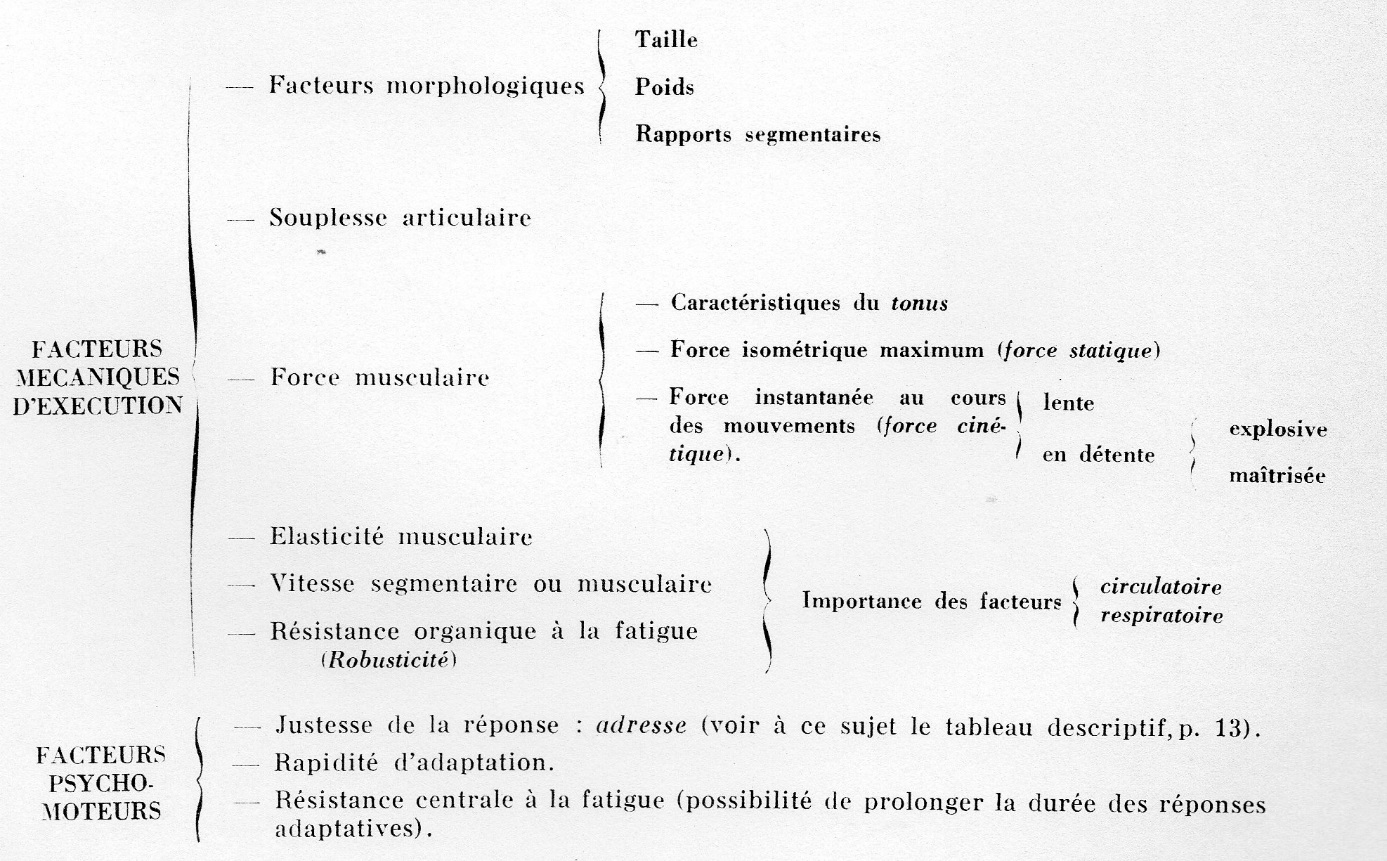 Taille
— Facteurs morphologiques
Poids
Rapports segmentaires
— Souplesse articulaire
FACTEURS
MECANIQUES
D'EXECUTION
— Force musculaire
— Caractéristiques du tonus
— Force isométrique maximum (force statique)
— Force instantanée au cours
des mouvements (force ciné-
tique).
lente
en détente
explosive
maîtrisée
— Elasticité musculaire
— Vitesse segmentaire ou musculaire
— Résistance organique à la fatigue
(Robusticité)
Importance des facteurs
circulatoire
respiratoire
FACTEURS
PSYCHO-
MOTEURS
— Justesse de la réponse : adresse (voir à ce sujet le tableau descriptif, p. 13).
— Rapidité d'adaptation.
— Résistance centrale à la fatigue (possibilité de prolonger la durée des réponses
adaptatives).